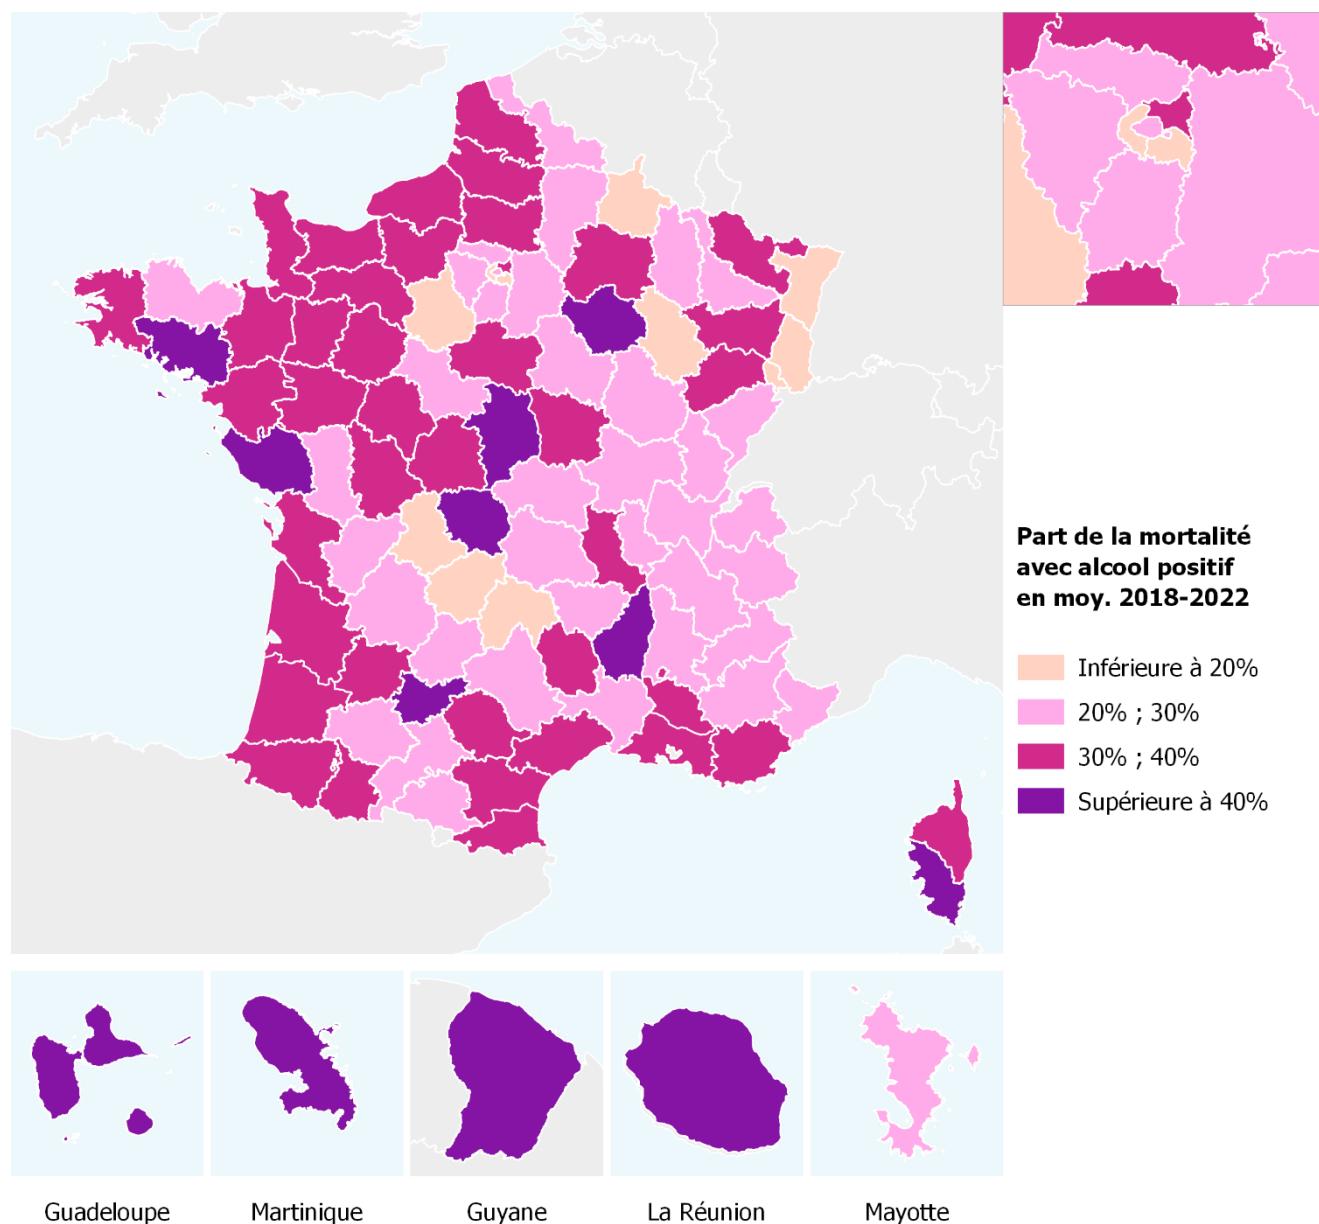 Part de la mortalité
avec alcool positif
en moy. 2018-2022
Inférieure à 20%
20% ; 30%
30% ; 40%
Supérieure à 40%
Guadeloupe
Martinique
Guyane
La Réunion
Mayotte